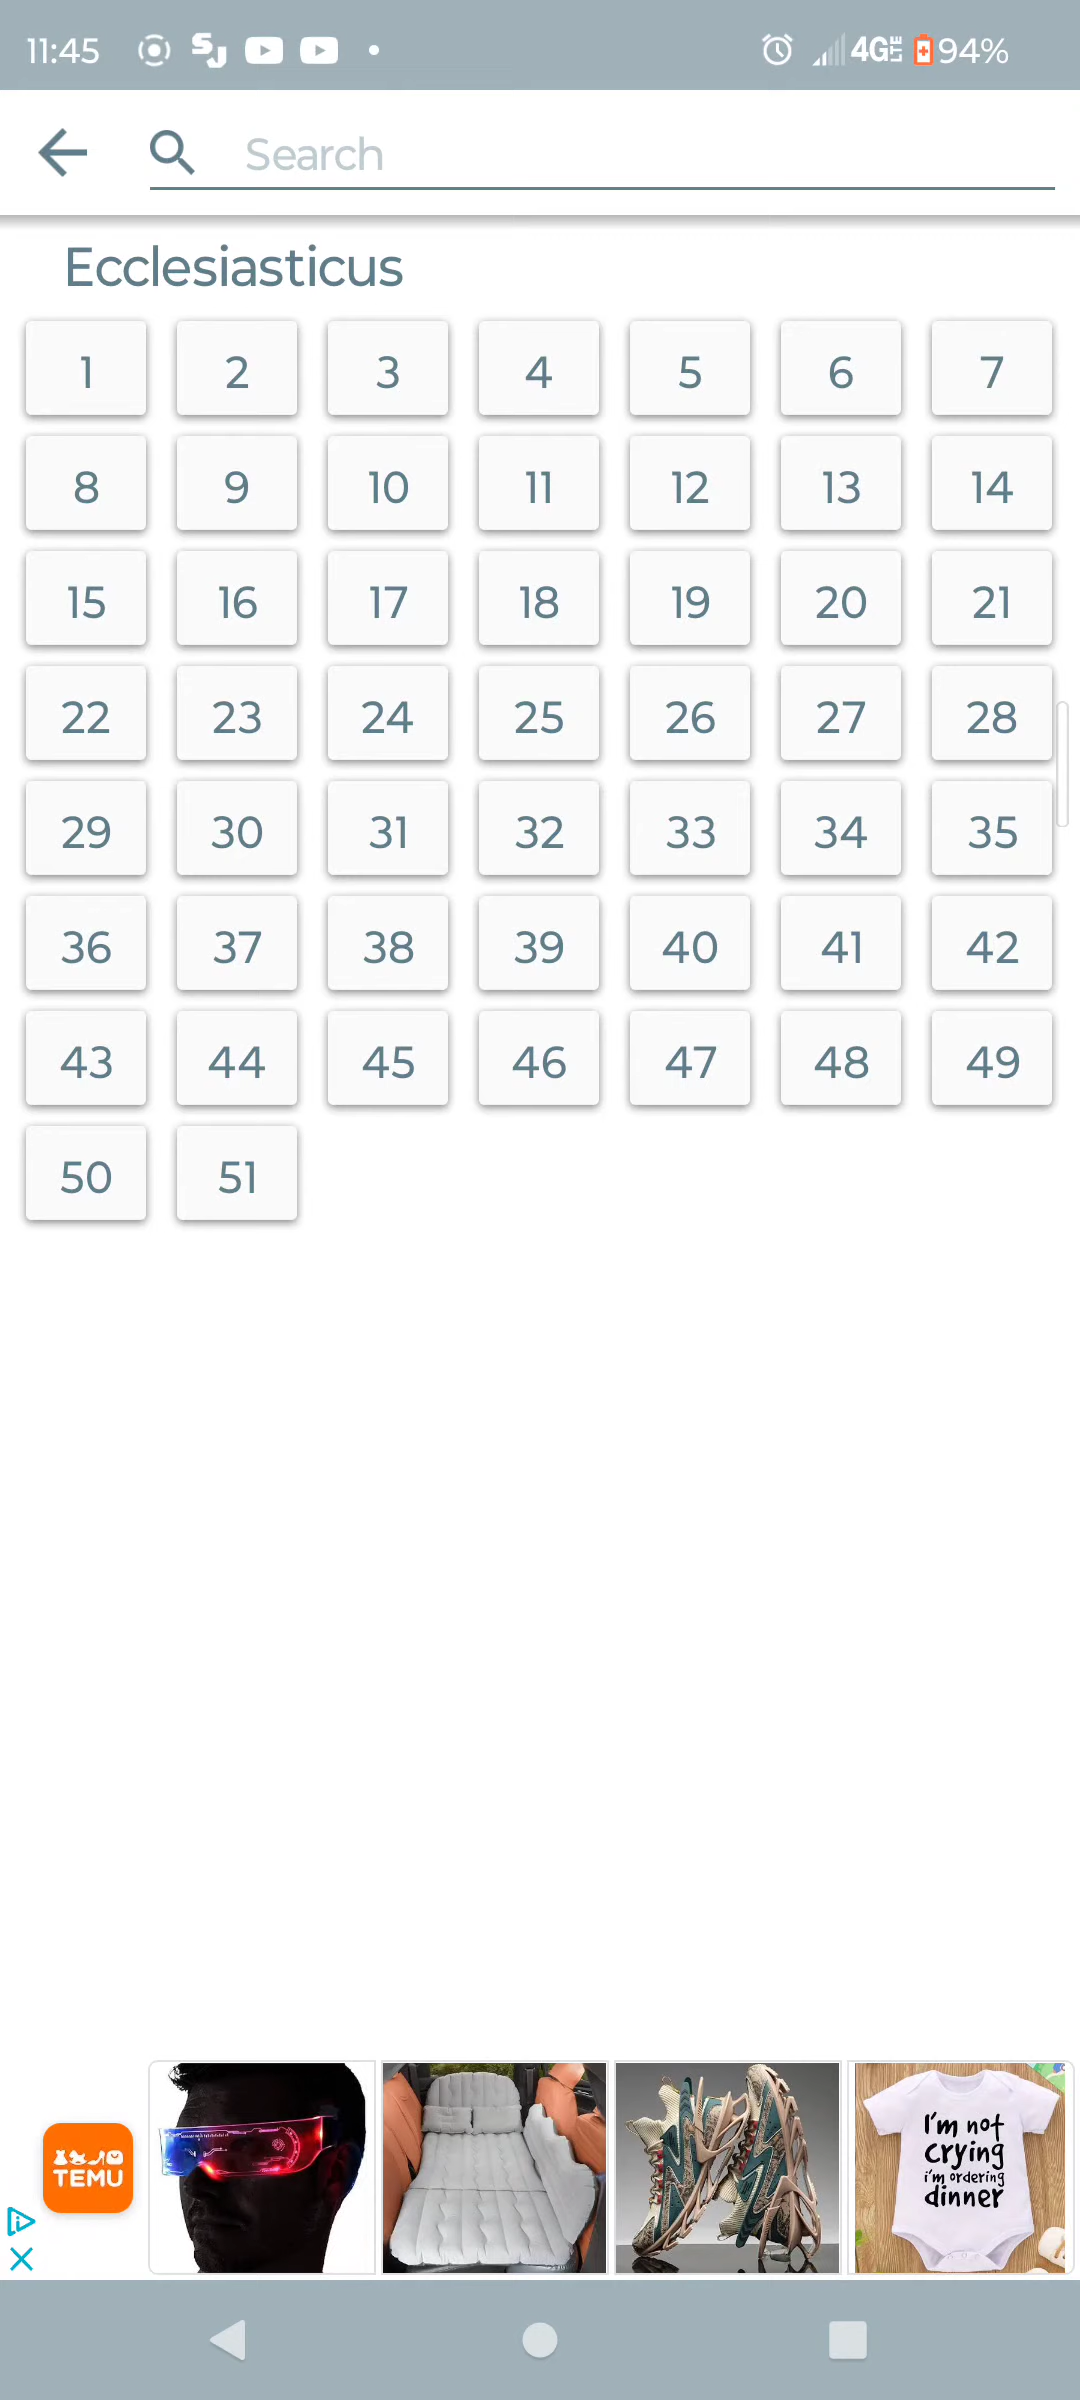 11:45 4G LTE 94%
Search
Ecclesiasticus
1 2 3 4 5 6 7
8 9 10 11 12 13 14
15 16 17 18 19 20 21
22 23 24 25 26 27 28
29 30 31 32 33 34 35
36 37 38 39 40 41 42
43 44 45 46 47 48 49
50 51
TEMU
I'm not
crying
i'm ordering
dinner